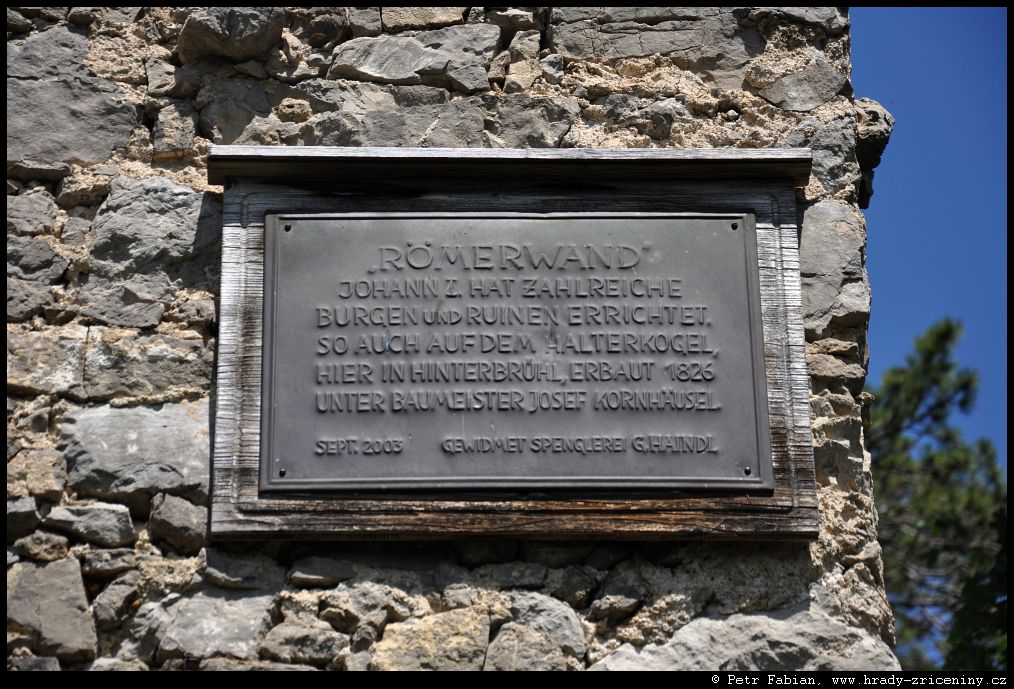 „RÖMERWAND"
JOHANN I. HAT ZAHLREICHE
BURGEN UND RUINEN ERRICHTET.
SO AUCH AUF DEM HALTERKOGEL,
HIER IN HINTERBRÜHL, ERBAUT 1826
UNTER BAUMEISTER JOSEF KORNHÄUSEL.
SEPT. 2003 GEWIDMET SPENGLEREI G. HAINDL
© Petr Fabian, www.hrady-zriceniny.cz